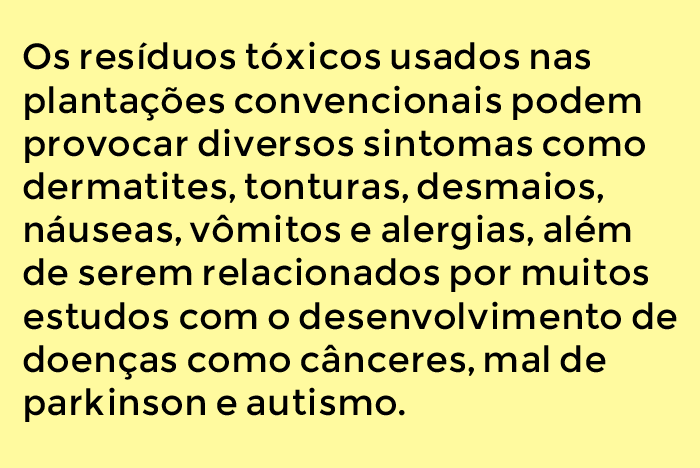 Os resíduos tóxicos usados nas
plantações convencionais podem
provocar diversos sintomas como
dermatites, tonturas, desmaios,
náuseas, vômitos e alergias, além
de serem relacionados por muitos
estudos com o desenvolvimento de
doenças como cânceres, mal de
parkinson e autismo.